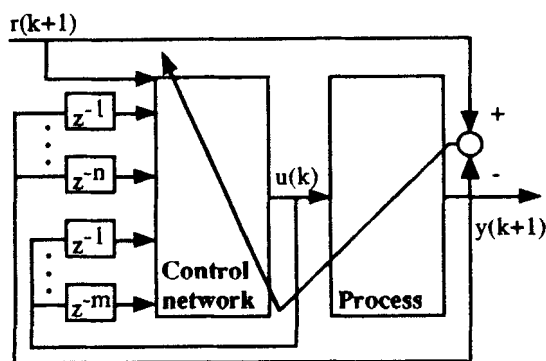 r(k+1)
z⁻¹
+
z⁻ⁿ
u(k)
-
y(k+1)
z⁻¹
Control
network
Process
z⁻ᵐ